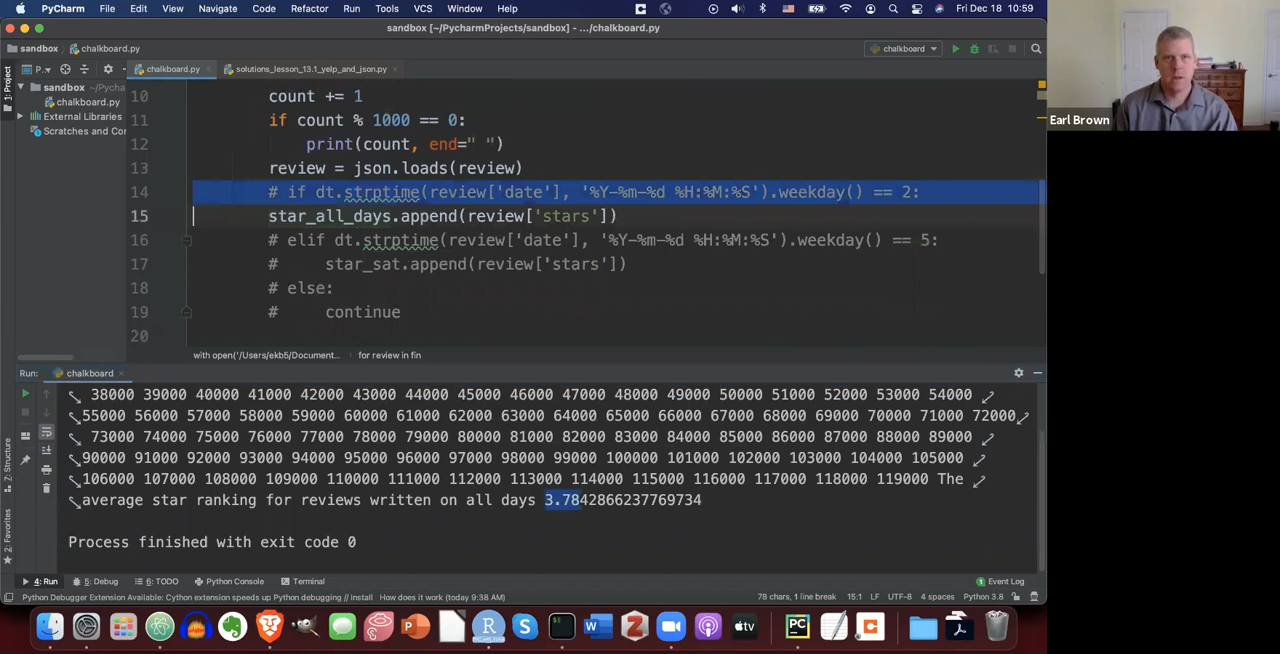 PyCharm File Edit View Navigate Code Refactor Run Tools VCS Window Help Fri Dec 18 10:59
sandbox [~/PycharmProjects/sandbox] - .../chalkboard.py
sandbox chalkboard.py chalkboard
P.. chalkboard.py solutions_lesson_13.1_yelp_and_json.py
1: Project
sandbox ~/Pycha
chalkboard.py
External Libraries
Scratches and Cor
10 count += 1
11 if count % 1000 == 0:
12 print(count, end=" ")
13 review = json.loads(review)
14 # if dt.strptime(review['date'], '%Y-%m-%d %H:%M:%S').weekday() == 2:
15 star_all_days.append(review['stars'])
16 # elif dt.strptime(review['date'], '%Y-%m-%d %H:%M:%S').weekday() == 5:
17 # star_sat.append(review['stars'])
18 # else:
19 # continue
20
with open('/Users/ekb5/Document... for review in fin
Earl Brown
Run: chalkboard
38000 39000 40000 41000 42000 43000 44000 45000 46000 47000 48000 49000 50000 51000 52000 53000 54000
55000 56000 57000 58000 59000 60000 61000 62000 63000 64000 65000 66000 67000 68000 69000 70000 71000 72000
73000 74000 75000 76000 77000 78000 79000 80000 81000 82000 83000 84000 85000 86000 87000 88000 89000
90000 91000 92000 93000 94000 95000 96000 97000 98000 99000 100000 101000 102000 103000 104000 105000
106000 107000 108000 109000 110000 111000 112000 113000 114000 115000 116000 117000 118000 119000 The
average star ranking for reviews written on all days 3.7842866237769734
Process finished with exit code 0
Z: Structure
2: Favorites
4: Run 5: Debug 6: TODO Python Console Terminal Event Log
PyCharm Debugger Extension Available: Cython extension speeds up Python debugging // Install How does it work (today 9:38 AM) 78 chars, 1 line break 15:1 LF UTF-8 4 spaces Python 3.8